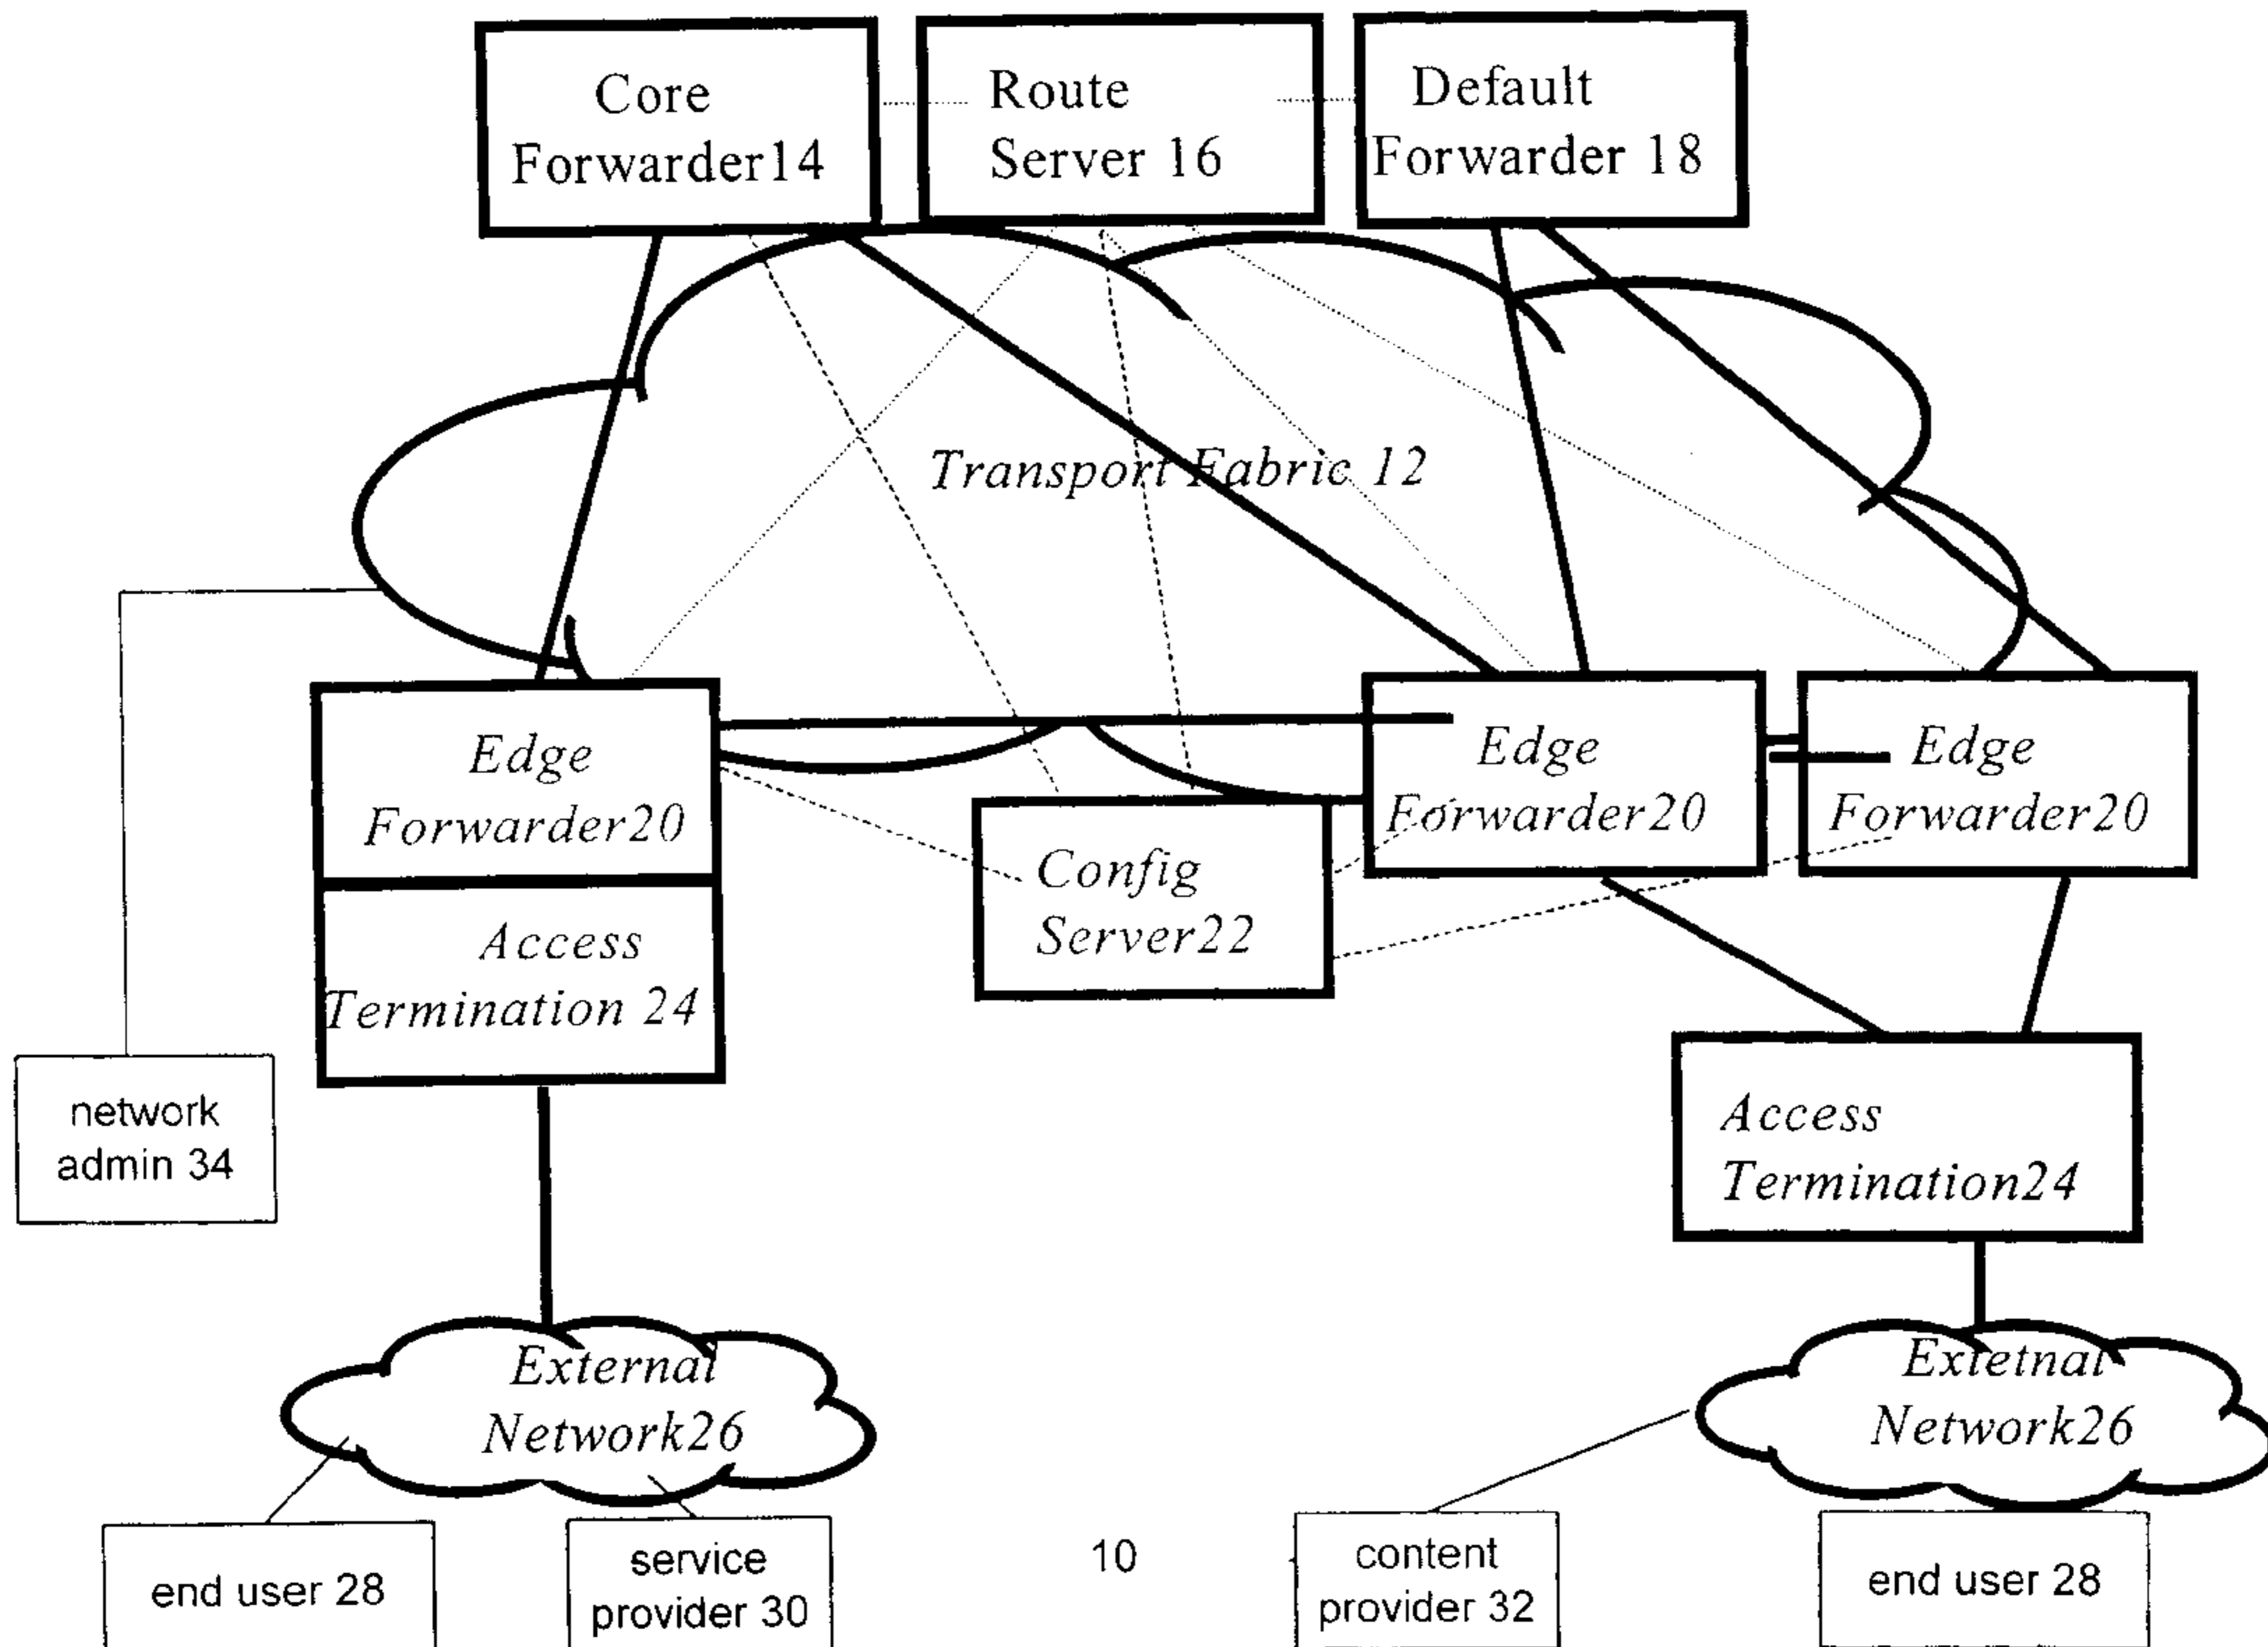 Core
Forwarder14
Route
Server 16
Default
Forwarder 18
Transport Fabric 12
Edge
Forwarder20
Edge
Forwarder20
Edge
Forwarder20
Config
Server22
Access
Termination 24
network
admin 34
Access
Termination24
External
Network26
Extetnal
Network26
end user 28
service
provider 30
10
content
provider 32
end user 28